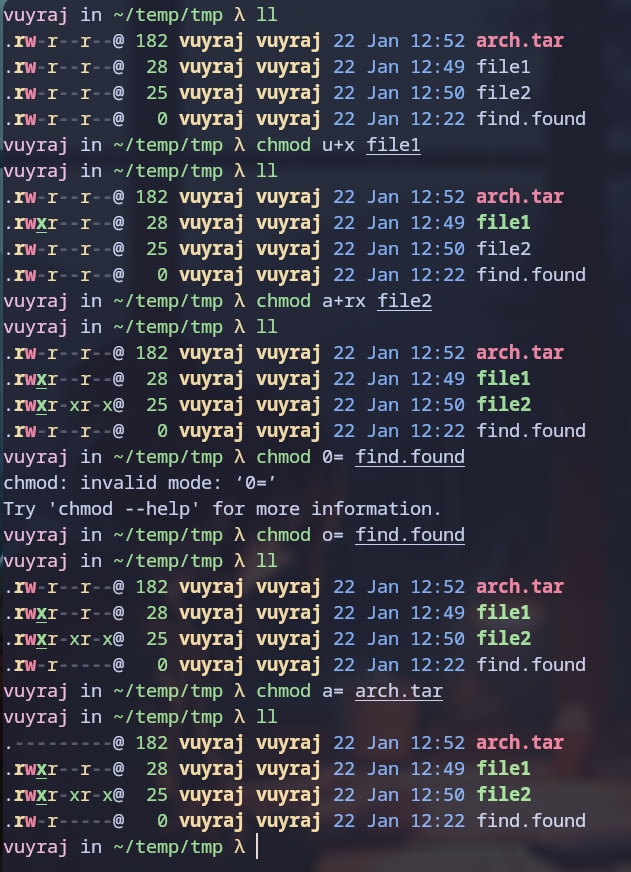 vuyraj in ~/temp/tmp λ ll
.rw-r--r--@ 182 vuyraj vuyraj 22 Jan 12:52 arch.tar
.rw-r--r--@ 28 vuyraj vuyraj 22 Jan 12:49 file1
.rw-r--r--@ 25 vuyraj vuyraj 22 Jan 12:50 file2
.rw-r--r--@ 0 vuyraj vuyraj 22 Jan 12:22 find.found
vuyraj in ~/temp/tmp λ chmod u+x file1
vuyraj in ~/temp/tmp λ ll
.rw-r--r--@ 182 vuyraj vuyraj 22 Jan 12:52 arch.tar
.rwxr--r--@ 28 vuyraj vuyraj 22 Jan 12:49 file1
.rw-r--r--@ 25 vuyraj vuyraj 22 Jan 12:50 file2
.rw-r--r--@ 0 vuyraj vuyraj 22 Jan 12:22 find.found
vuyraj in ~/temp/tmp λ chmod a+rx file2
vuyraj in ~/temp/tmp λ ll
.rw-r--r--@ 182 vuyraj vuyraj 22 Jan 12:52 arch.tar
.rwxr--r--@ 28 vuyraj vuyraj 22 Jan 12:49 file1
.rwxr-xr-x@ 25 vuyraj vuyraj 22 Jan 12:50 file2
.rw-r--r--@ 0 vuyraj vuyraj 22 Jan 12:22 find.found
vuyraj in ~/temp/tmp λ chmod 0= find.found
chmod: invalid mode: ‘0=’
Try 'chmod --help' for more information.
vuyraj in ~/temp/tmp λ chmod o= find.found
vuyraj in ~/temp/tmp λ ll
.rw-r--r--@ 182 vuyraj vuyraj 22 Jan 12:52 arch.tar
.rwxr--r--@ 28 vuyraj vuyraj 22 Jan 12:49 file1
.rwxr-xr-x@ 25 vuyraj vuyraj 22 Jan 12:50 file2
.rw-r-----@ 0 vuyraj vuyraj 22 Jan 12:22 find.found
vuyraj in ~/temp/tmp λ chmod a= arch.tar
vuyraj in ~/temp/tmp λ ll
.---------@ 182 vuyraj vuyraj 22 Jan 12:52 arch.tar
.rwxr--r--@ 28 vuyraj vuyraj 22 Jan 12:49 file1
.rwxr-xr-x@ 25 vuyraj vuyraj 22 Jan 12:50 file2
.rw-r-----@ 0 vuyraj vuyraj 22 Jan 12:22 find.found
vuyraj in ~/temp/tmp λ